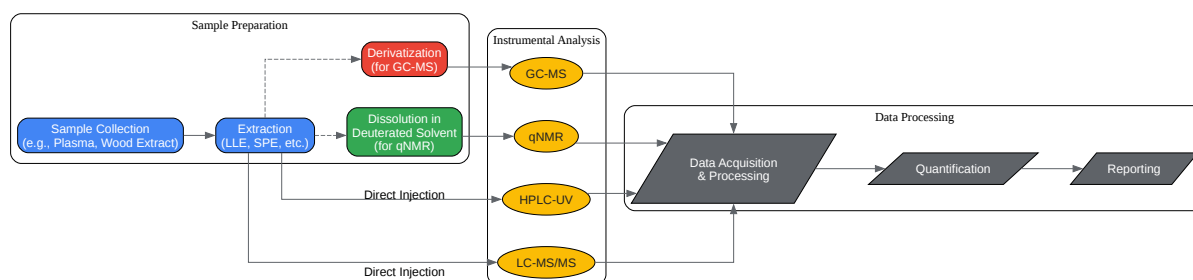 Sample Preparation
Derivatization
(for GC-MS)
Sample Collection
(e.g., Plasma, Wood Extract)
Extraction
(LLE, SPE, etc.)
Dissolution in
Deuterated Solvent
(for qNMR)
Direct Injection
Direct Injection
Instrumental Analysis
GC-MS
qNMR
HPLC-UV
LC-MS/MS
Data Processing
Data Acquisition
& Processing
Quantification
Reporting